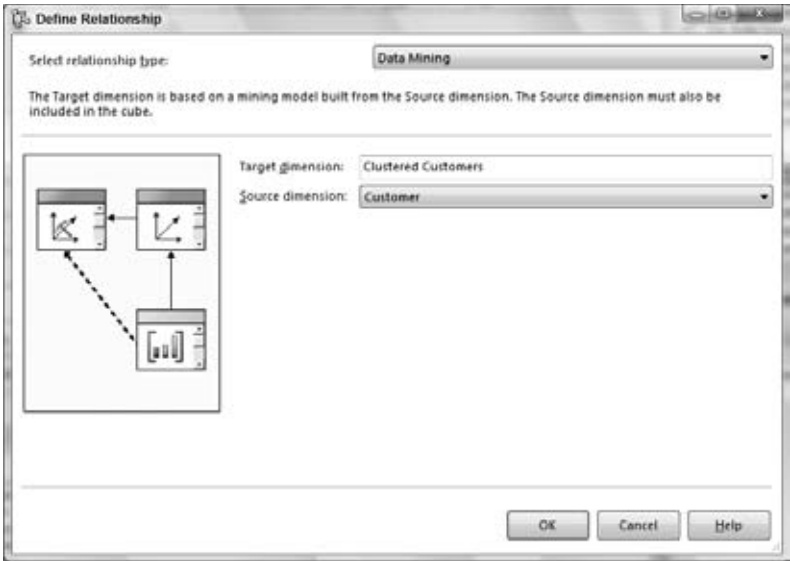 Define Relationship
Select relationship type:
Data Mining
The Target dimension is based on a mining model built from the Source dimension. The Source dimension must also be
included in the cube.
Target dimension:
Clustered Customers
Source dimension:
Customer
OK
Cancel
Help